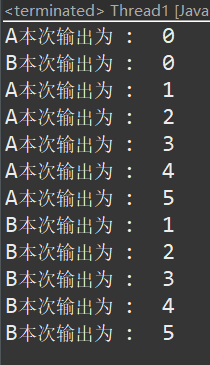 <terminated> Thread1 [Java
A本次输出为 : 0
B本次输出为 : 0
A本次输出为 : 1
A本次输出为 : 2
A本次输出为 : 3
A本次输出为 : 4
A本次输出为 : 5
B本次输出为 : 1
B本次输出为 : 2
B本次输出为 : 3
B本次输出为 : 4
B本次输出为 : 5